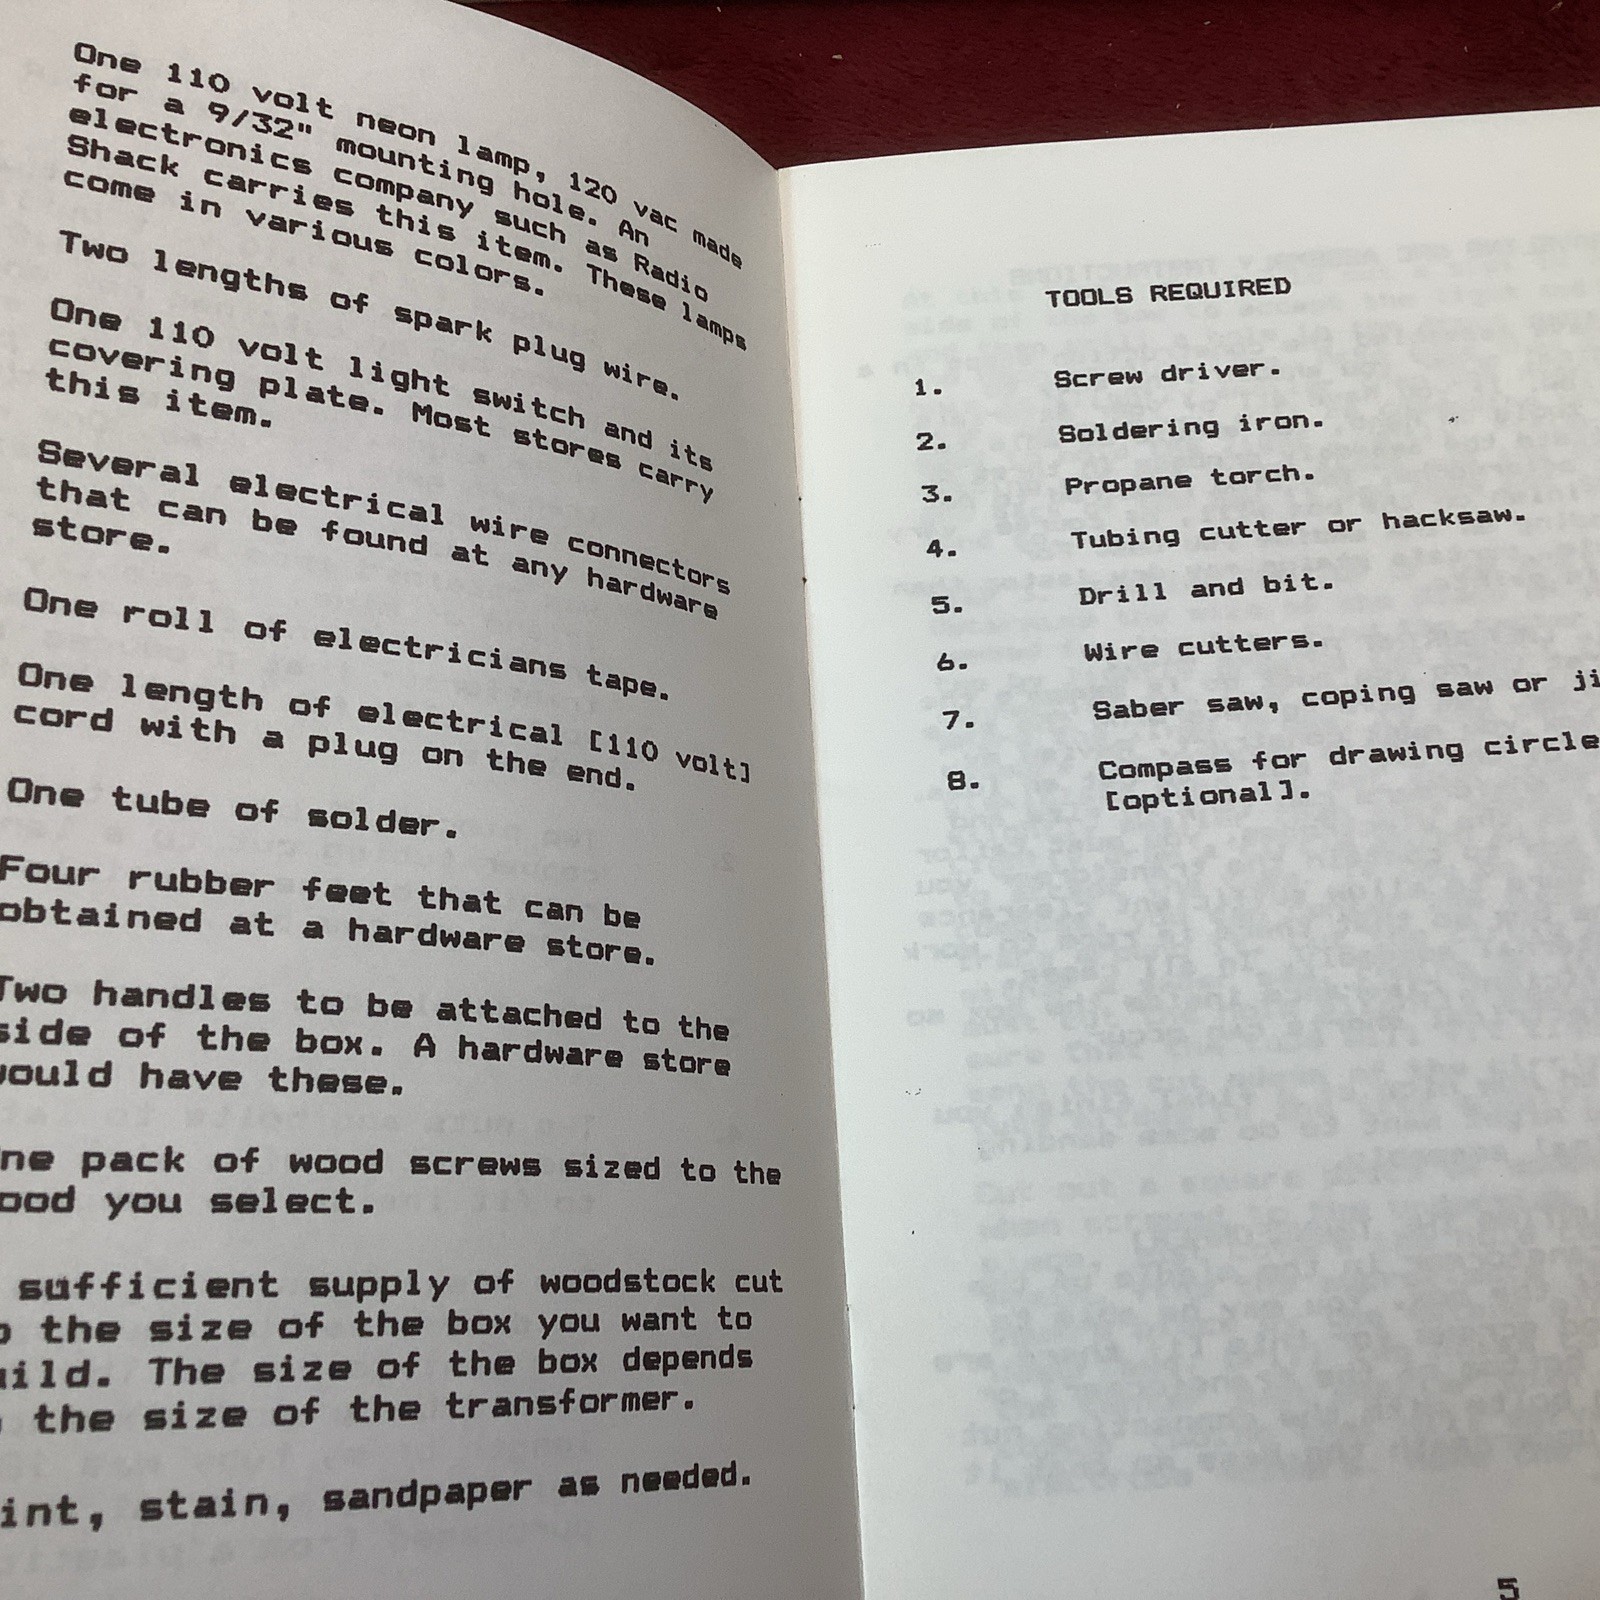 One 110 volt neon lamp, 120 vac made
for a 9/32" mounting hole. An
electronics company such as Radio
Shack carries this item. These lamps
come in various colors.
Two lengths of spark plug wire.
One 110 volt light switch and its
covering plate. Most stores carry
this item.
Several electrical wire connectors
that can be found at any hardware
store.
One roll of electricians tape.
One length of electrical [110 volt]
cord with a plug on the end.
One tube of solder.
Four rubber feet that can be
obtained at a hardware store.
Two handles to be attached to the
side of the box. A hardware store
would have these.
ne pack of wood screws sized to the
ood you select.
sufficient supply of woodstock cut
o the size of the box you want to
uild. The size of the box depends
the size of the transformer.
int, stain, sandpaper as needed.
TOOLS REQUIRED
1. Screw driver.
2. Soldering iron.
3. Propane torch.
4. Tubing cutter or hacksaw.
5. Drill and bit.
6. Wire cutters.
7. Saber saw, coping saw or ji
8. Compass for drawing circle
[optional].
5